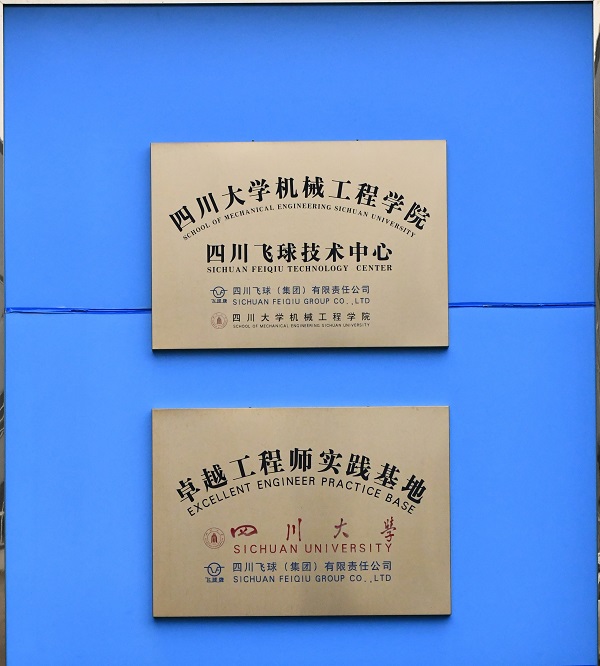 四川大学机械工程学院
SCHOOL OF MECHANICAL ENGINEERING SICHUAN UNIVERSITY
四川飞球技术中心
SICHUAN FEIQIU TECHNOLOGY CENTER
四川飞球（集团）有限责任公司
SICHUAN FEIQIU GROUP CO.,LTD
四川大学机械工程学院
SCHOOL OF MECHANICAL ENGINEERING SICHUAN UNIVERSITY
卓越工程师实践基地
EXCELLENT ENGINEER PRACTICE BASE
四川大學
SICHUAN UNIVERSITY
四川飞球（集团）有限责任公司
SICHUAN FEIQIU GROUP CO.,LTD